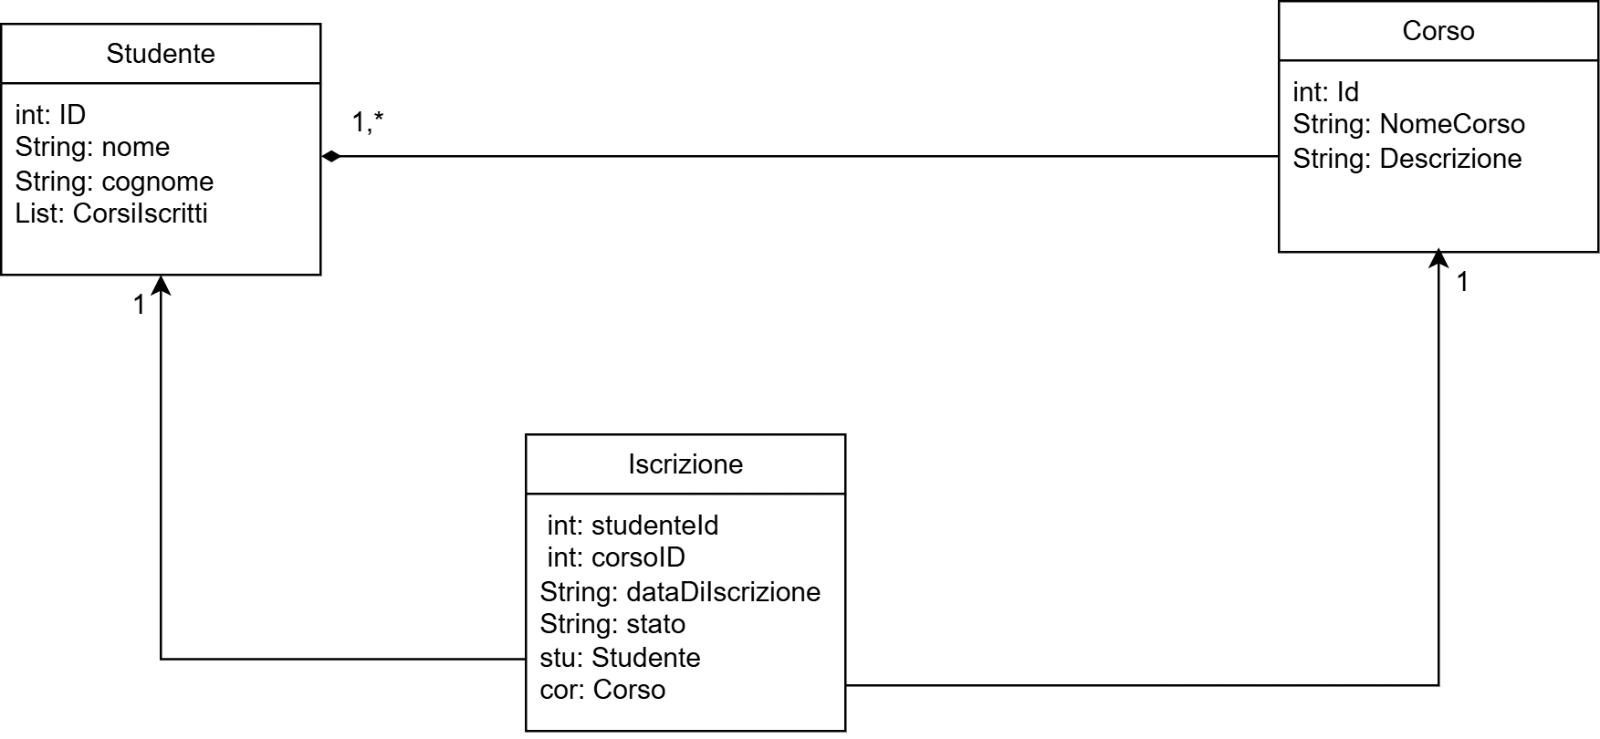 Studente
int: ID
String: nome
String: cognome
List: CorsiIscritti
1,*
Corso
int: Id
String: NomeCorso
String: Descrizione
1
1
Iscrizione
int: studenteId
int: corsoID
String: dataDiIscrizione
String: stato
stu: Studente
cor: Corso